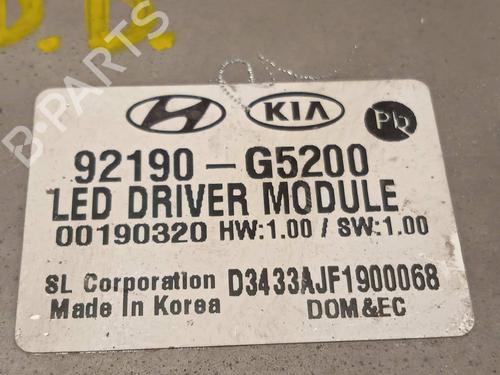 D.D.
B-PARTS
KIA
Pb
92190-G5200
LED DRIVER MODULE
00190320 HW:1.00 / SW:1.00
SL Corporation D3433AJF1900068
Made In Korea DOM&EC